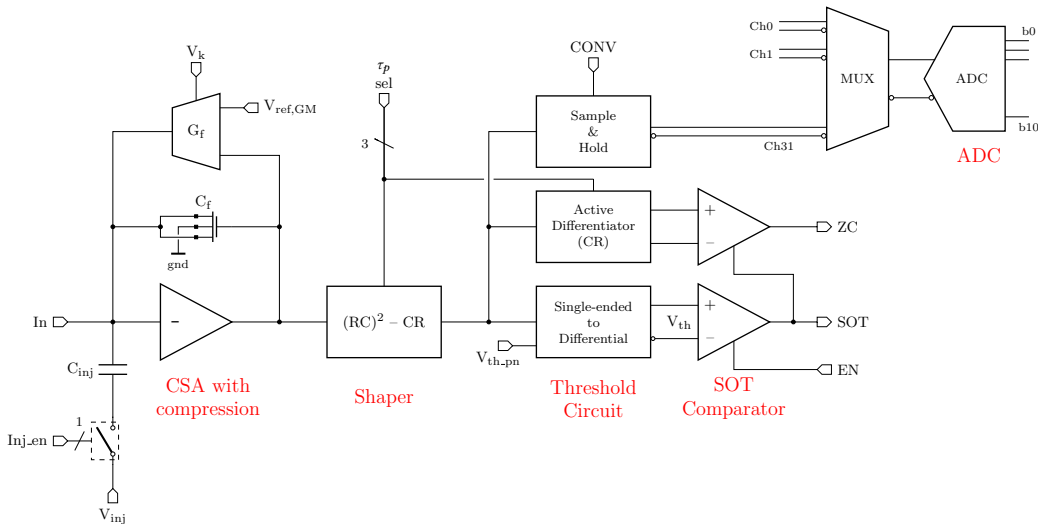 V_k
V_ref,GM
G_f
C_f
gnd
In
−
C_inj
Inj_en
1
V_inj
CSA with
compression
τ_p
sel
3
(RC)² – CR
Shaper
CONV
Sample
&
Hold
Active
Differentiator
(CR)
Single-ended
to
Differential
V_th_pn
Threshold
Circuit
+
−
ZC
V_th
+
−
SOT
EN
SOT
Comparator
Ch0
Ch1
Ch31
MUX
ADC
b0
b10
ADC